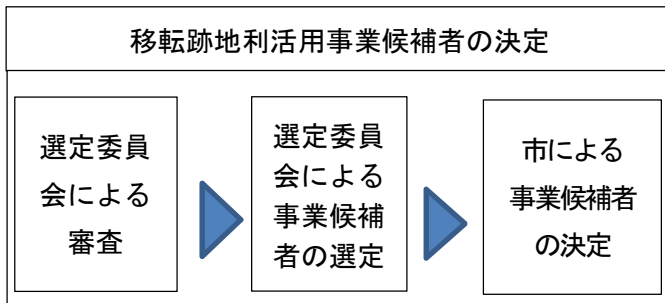 移転跡地利活用事業候補者の決定
選定委員
会による
審査
選定委員
会による
事業候補
者の選定
市による
事業候補者
の決定